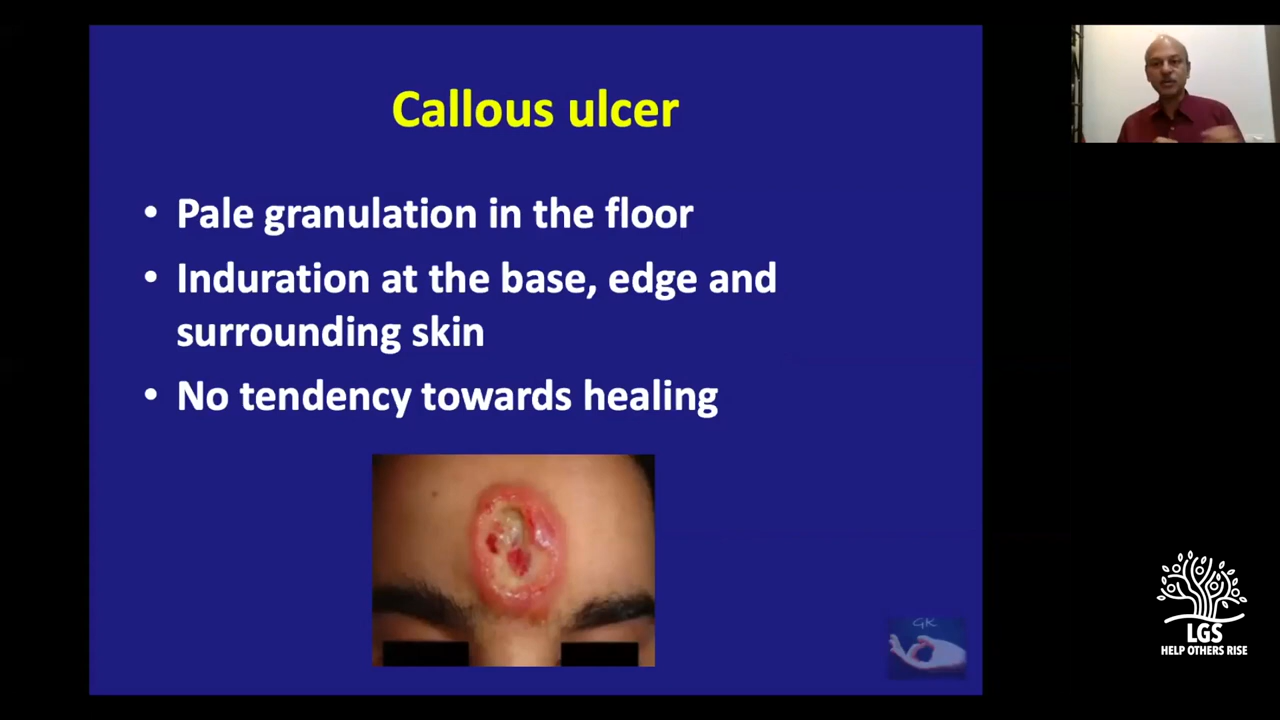 Callous ulcer
• Pale granulation in the floor
• Induration at the base, edge and
surrounding skin
• No tendency towards healing
GK
LGS
HELP OTHERS RISE